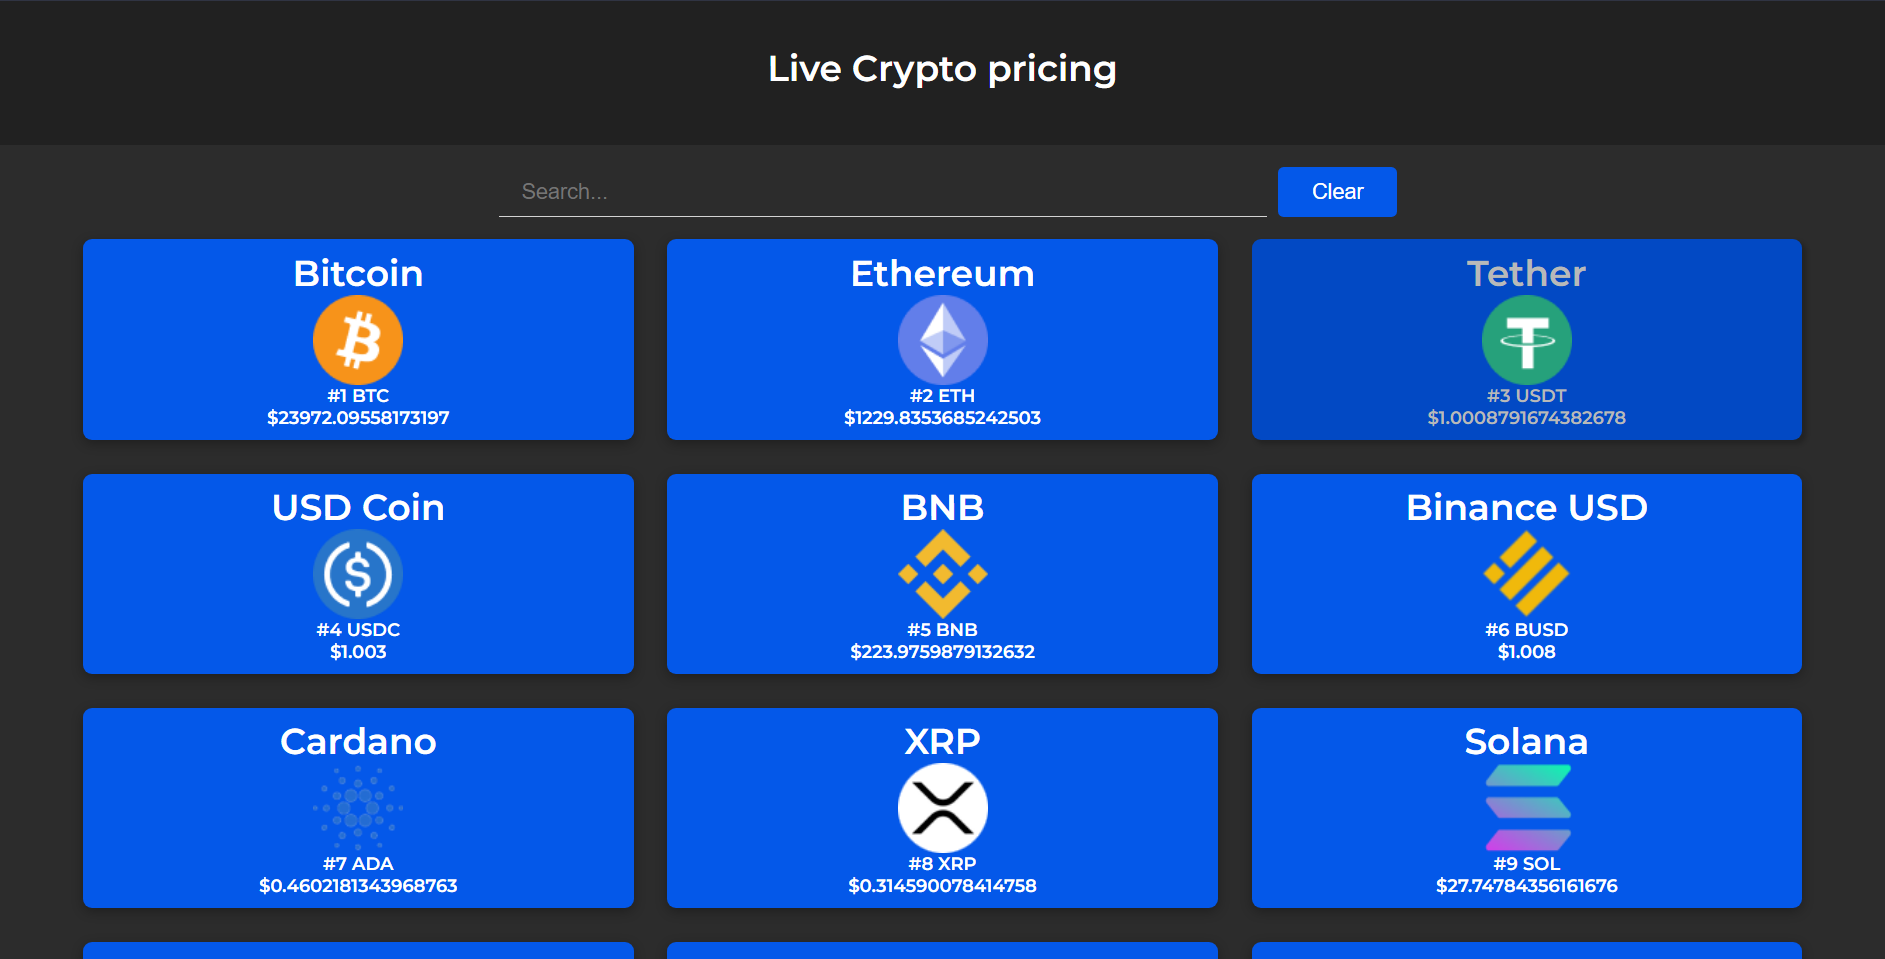 Live Crypto pricing
Search...
Clear
Bitcoin
#1 BTC
$23972.09558173197
Ethereum
#2 ETH
$1229.8353685242503
Tether
#3 USDT
$1.0008791674382678
USD Coin
#4 USDC
$1.003
BNB
#5 BNB
$223.9759879132632
Binance USD
#6 BUSD
$1.008
Cardano
#7 ADA
$0.4602181343968763
XRP
#8 XRP
$0.314590078414758
Solana
#9 SOL
$27.74784356161676